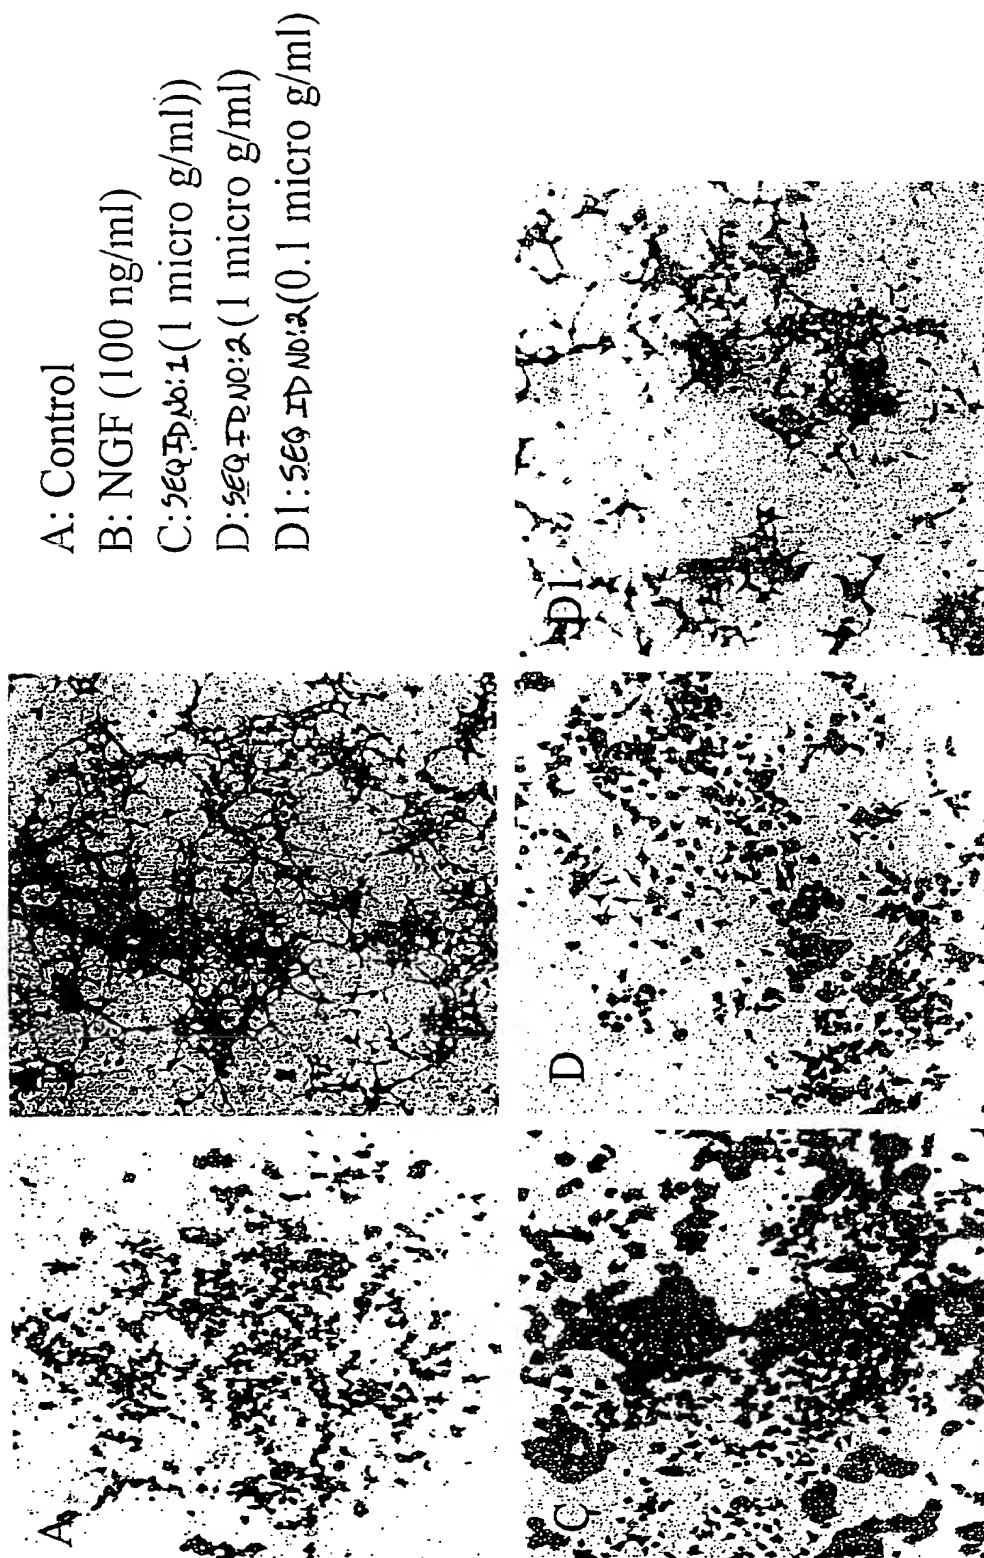 A: Control
B: NGF (100 ng/ml)
C: SEQ ID NO: 1 (1 micro g/ml))
D: SEQ ID NO: 2 (1 micro g/ml)
D1: SEQ ID NO: 2 (0.1 micro g/ml)
A
C
D
D1